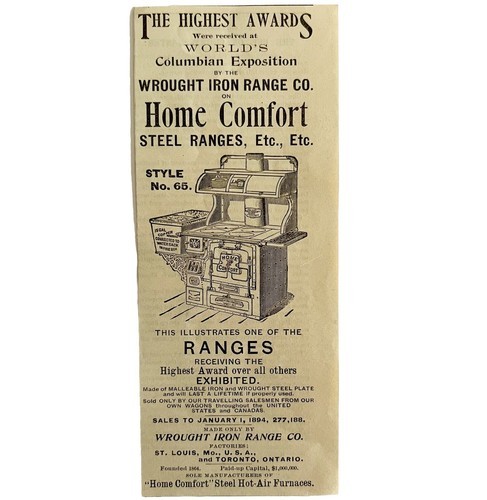 THE HIGHEST AWARDS
Were received at
WORLD'S
Columbian Exposition
BY THE
WROUGHT IRON RANGE CO.
ON
Home Comfort
STEEL RANGES, Etc., Etc.
STYLE
No. 65.
HOME
COMFORT
THIS ILLUSTRATES ONE OF THE
RANGES
RECEIVING THE
Highest Award over all others
EXHIBITED.
Made of MALLEABLE IRON and WROUGHT STEEL PLATE
and will LAST A LIFETIME if properly used.
Sold ONLY BY OUR TRAVELLING SALESMEN FROM OUR
OWN WAGONS throughout the UNITED
STATES and CANADAS.
SALES TO JANUARY 1, 1894, 277,188.
MADE ONLY BY
WROUGHT IRON RANGE CO.
FACTORIES:
ST. LOUIS, Mo., U.S.A.,
and TORONTO, ONTARIO.
Founded 1864. Paid-up Capital, $1,000,000.
SOLE MANUFACTURERS OF
"Home Comfort" Steel Hot-Air Furnaces.